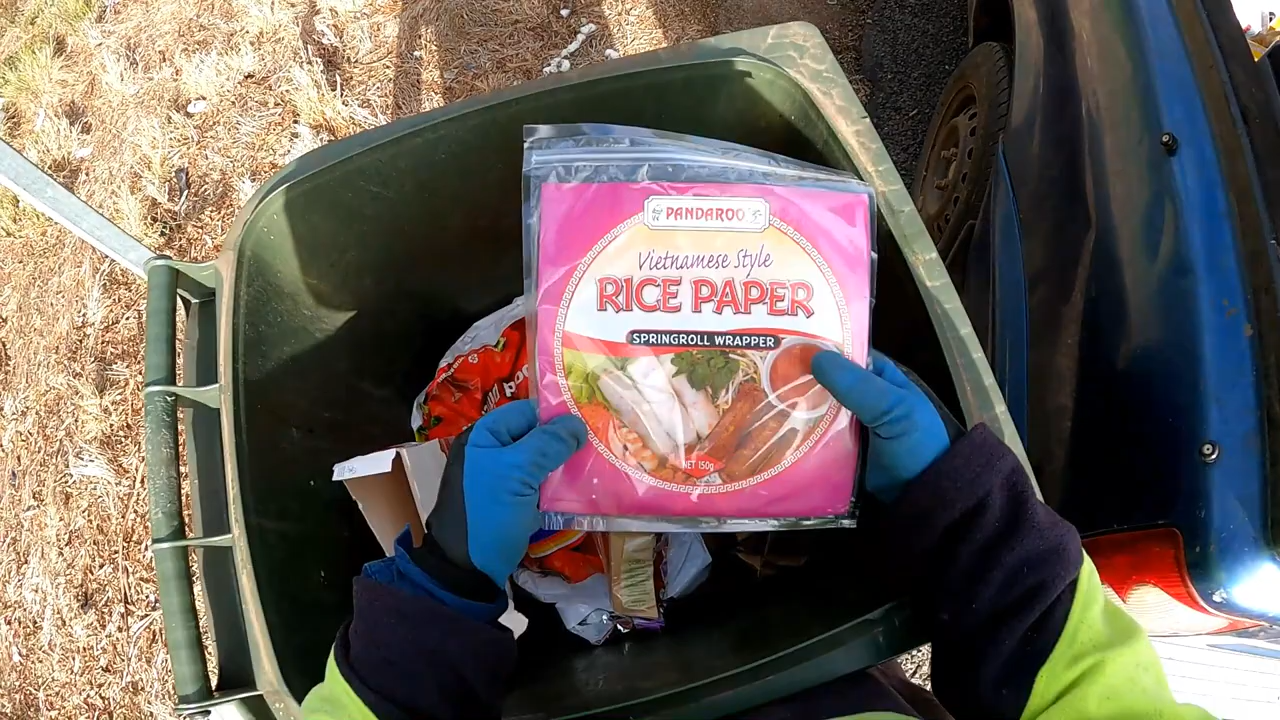 PANDAROO
Vietnamese Style
RICE PAPER
SPRINGROLL WRAPPER
NET 150g